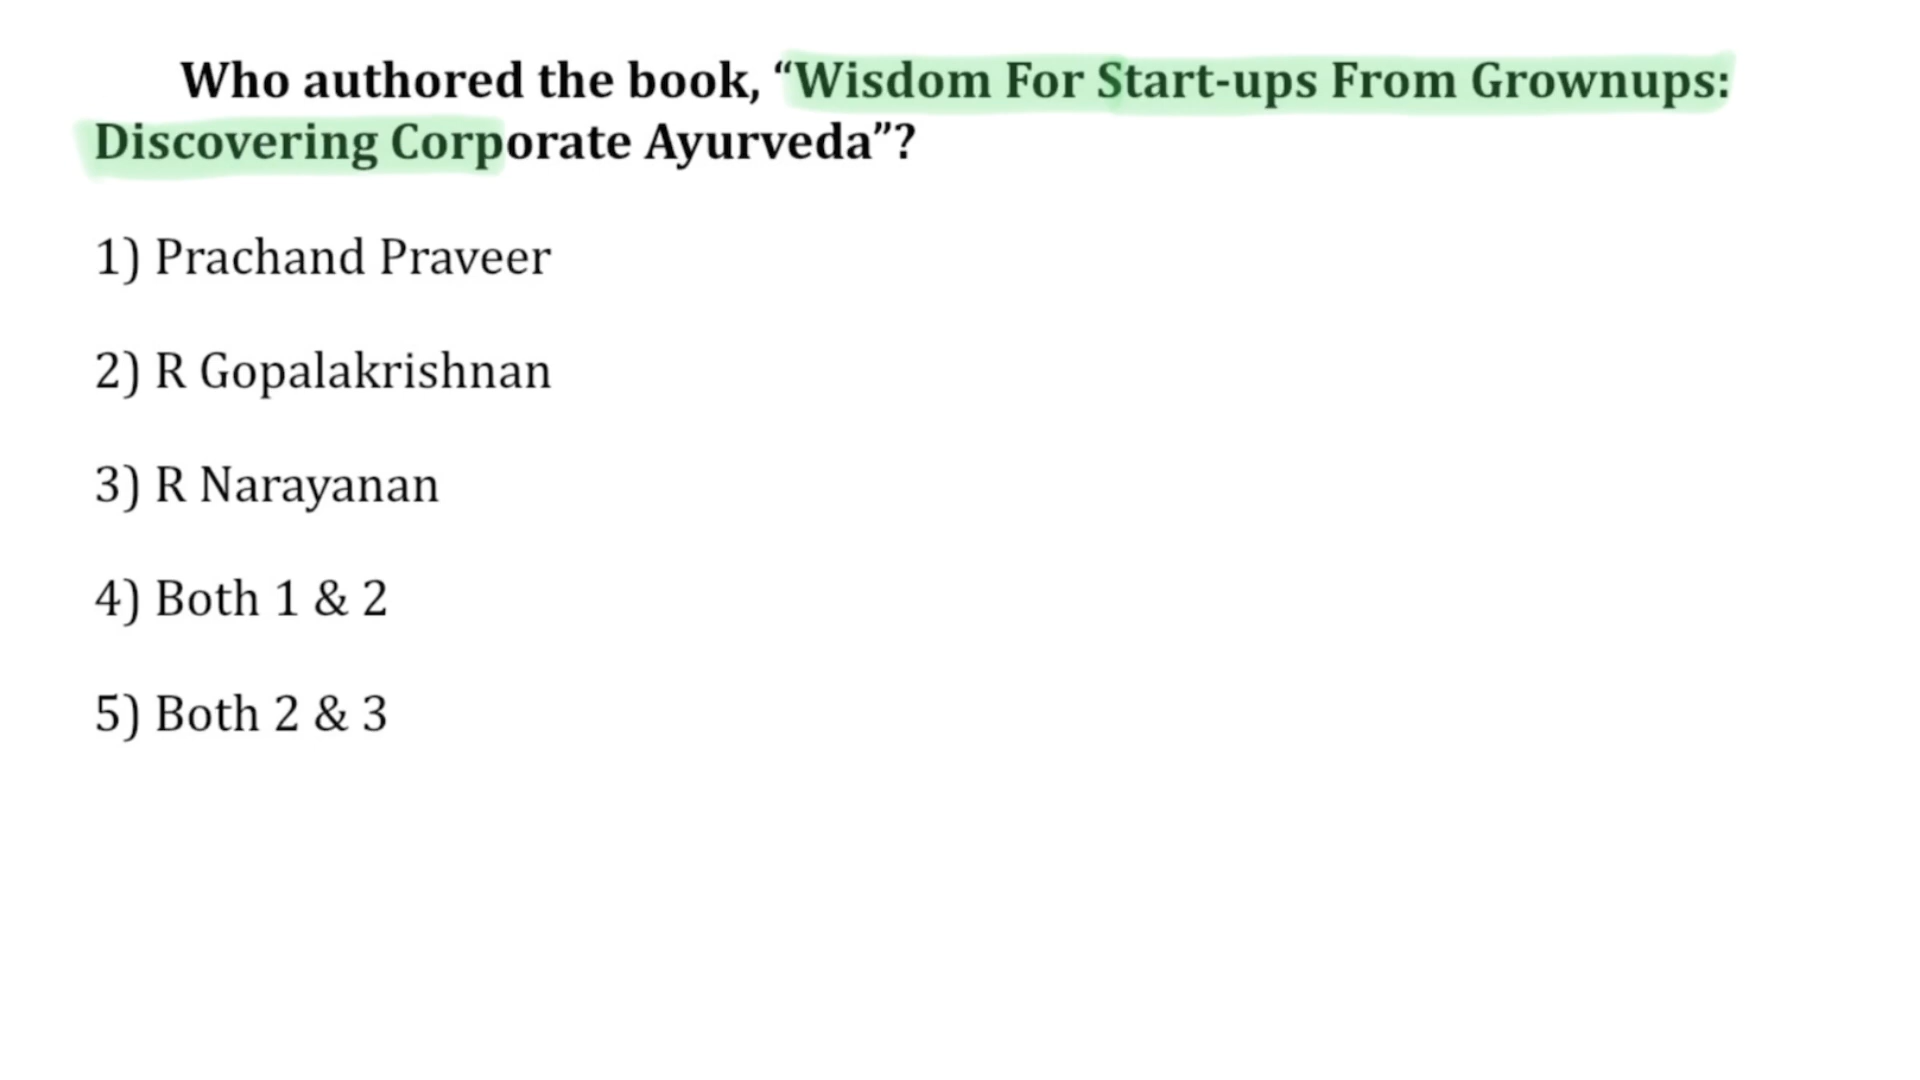 Who authored the book, “Wisdom For Start-ups From Grownups:
Discovering Corporate Ayurveda”?
1) Prachand Praveer
2) R Gopalakrishnan
3) R Narayanan
4) Both 1 & 2
5) Both 2 & 3